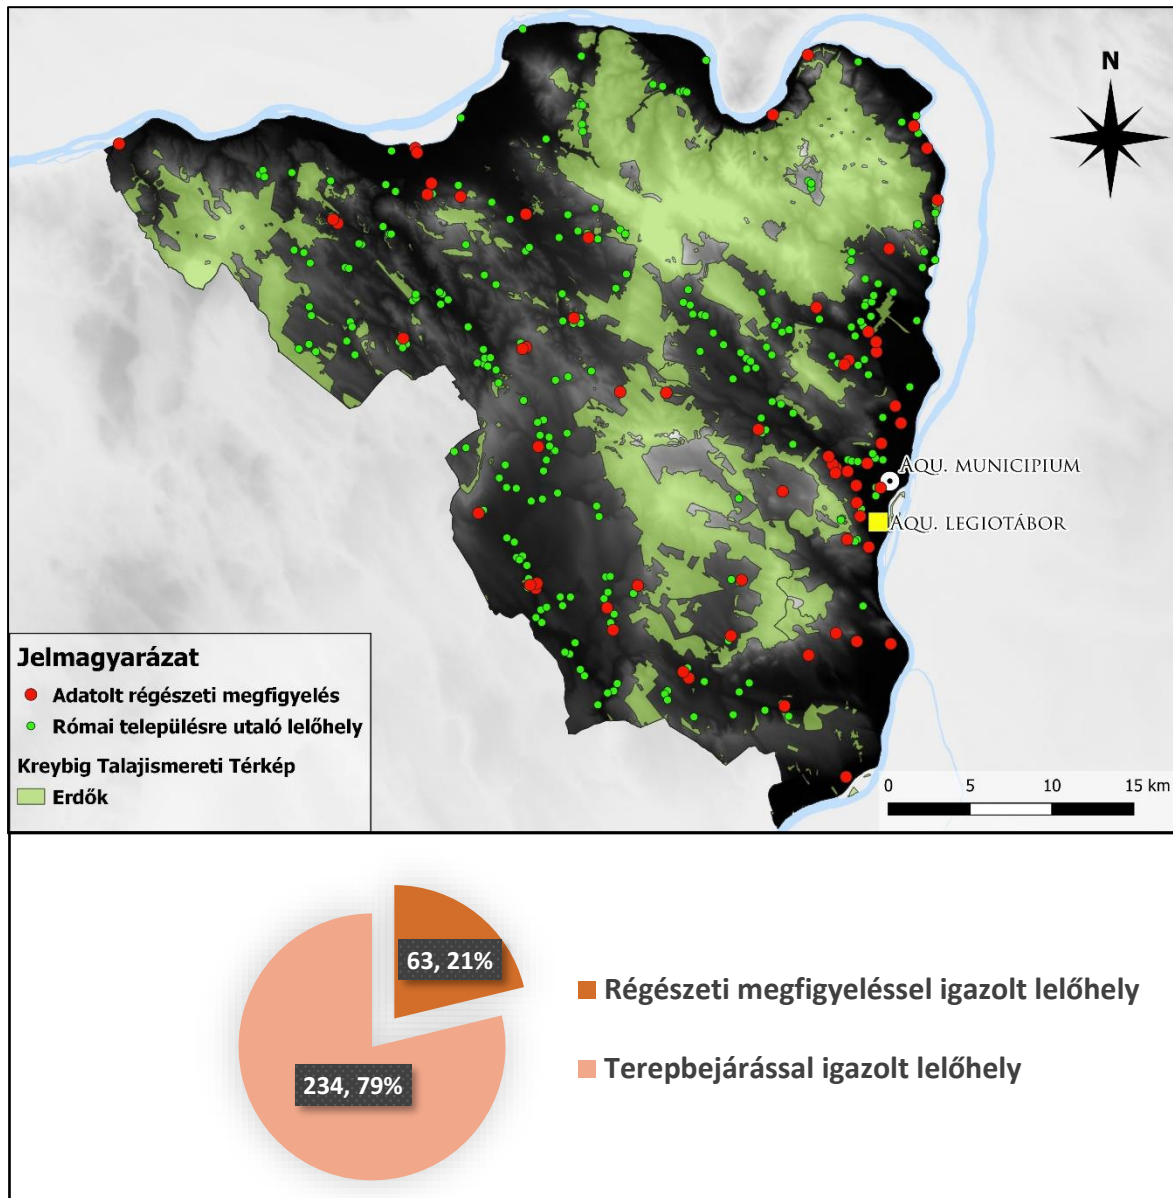 N
AQU. MUNICIPIUM
AQU. LEGIOTÁBOR
Jelmagyarázat
Adatolt régészeti megfigyelés
Római településre utaló lelőhely
Kreybig Talajismereti Térkép
Erdők
0 5 10 15 km
63, 21%
234, 79%
Régészeti megfigyeléssel igazolt lelőhely
Terepbejárással igazolt lelőhely